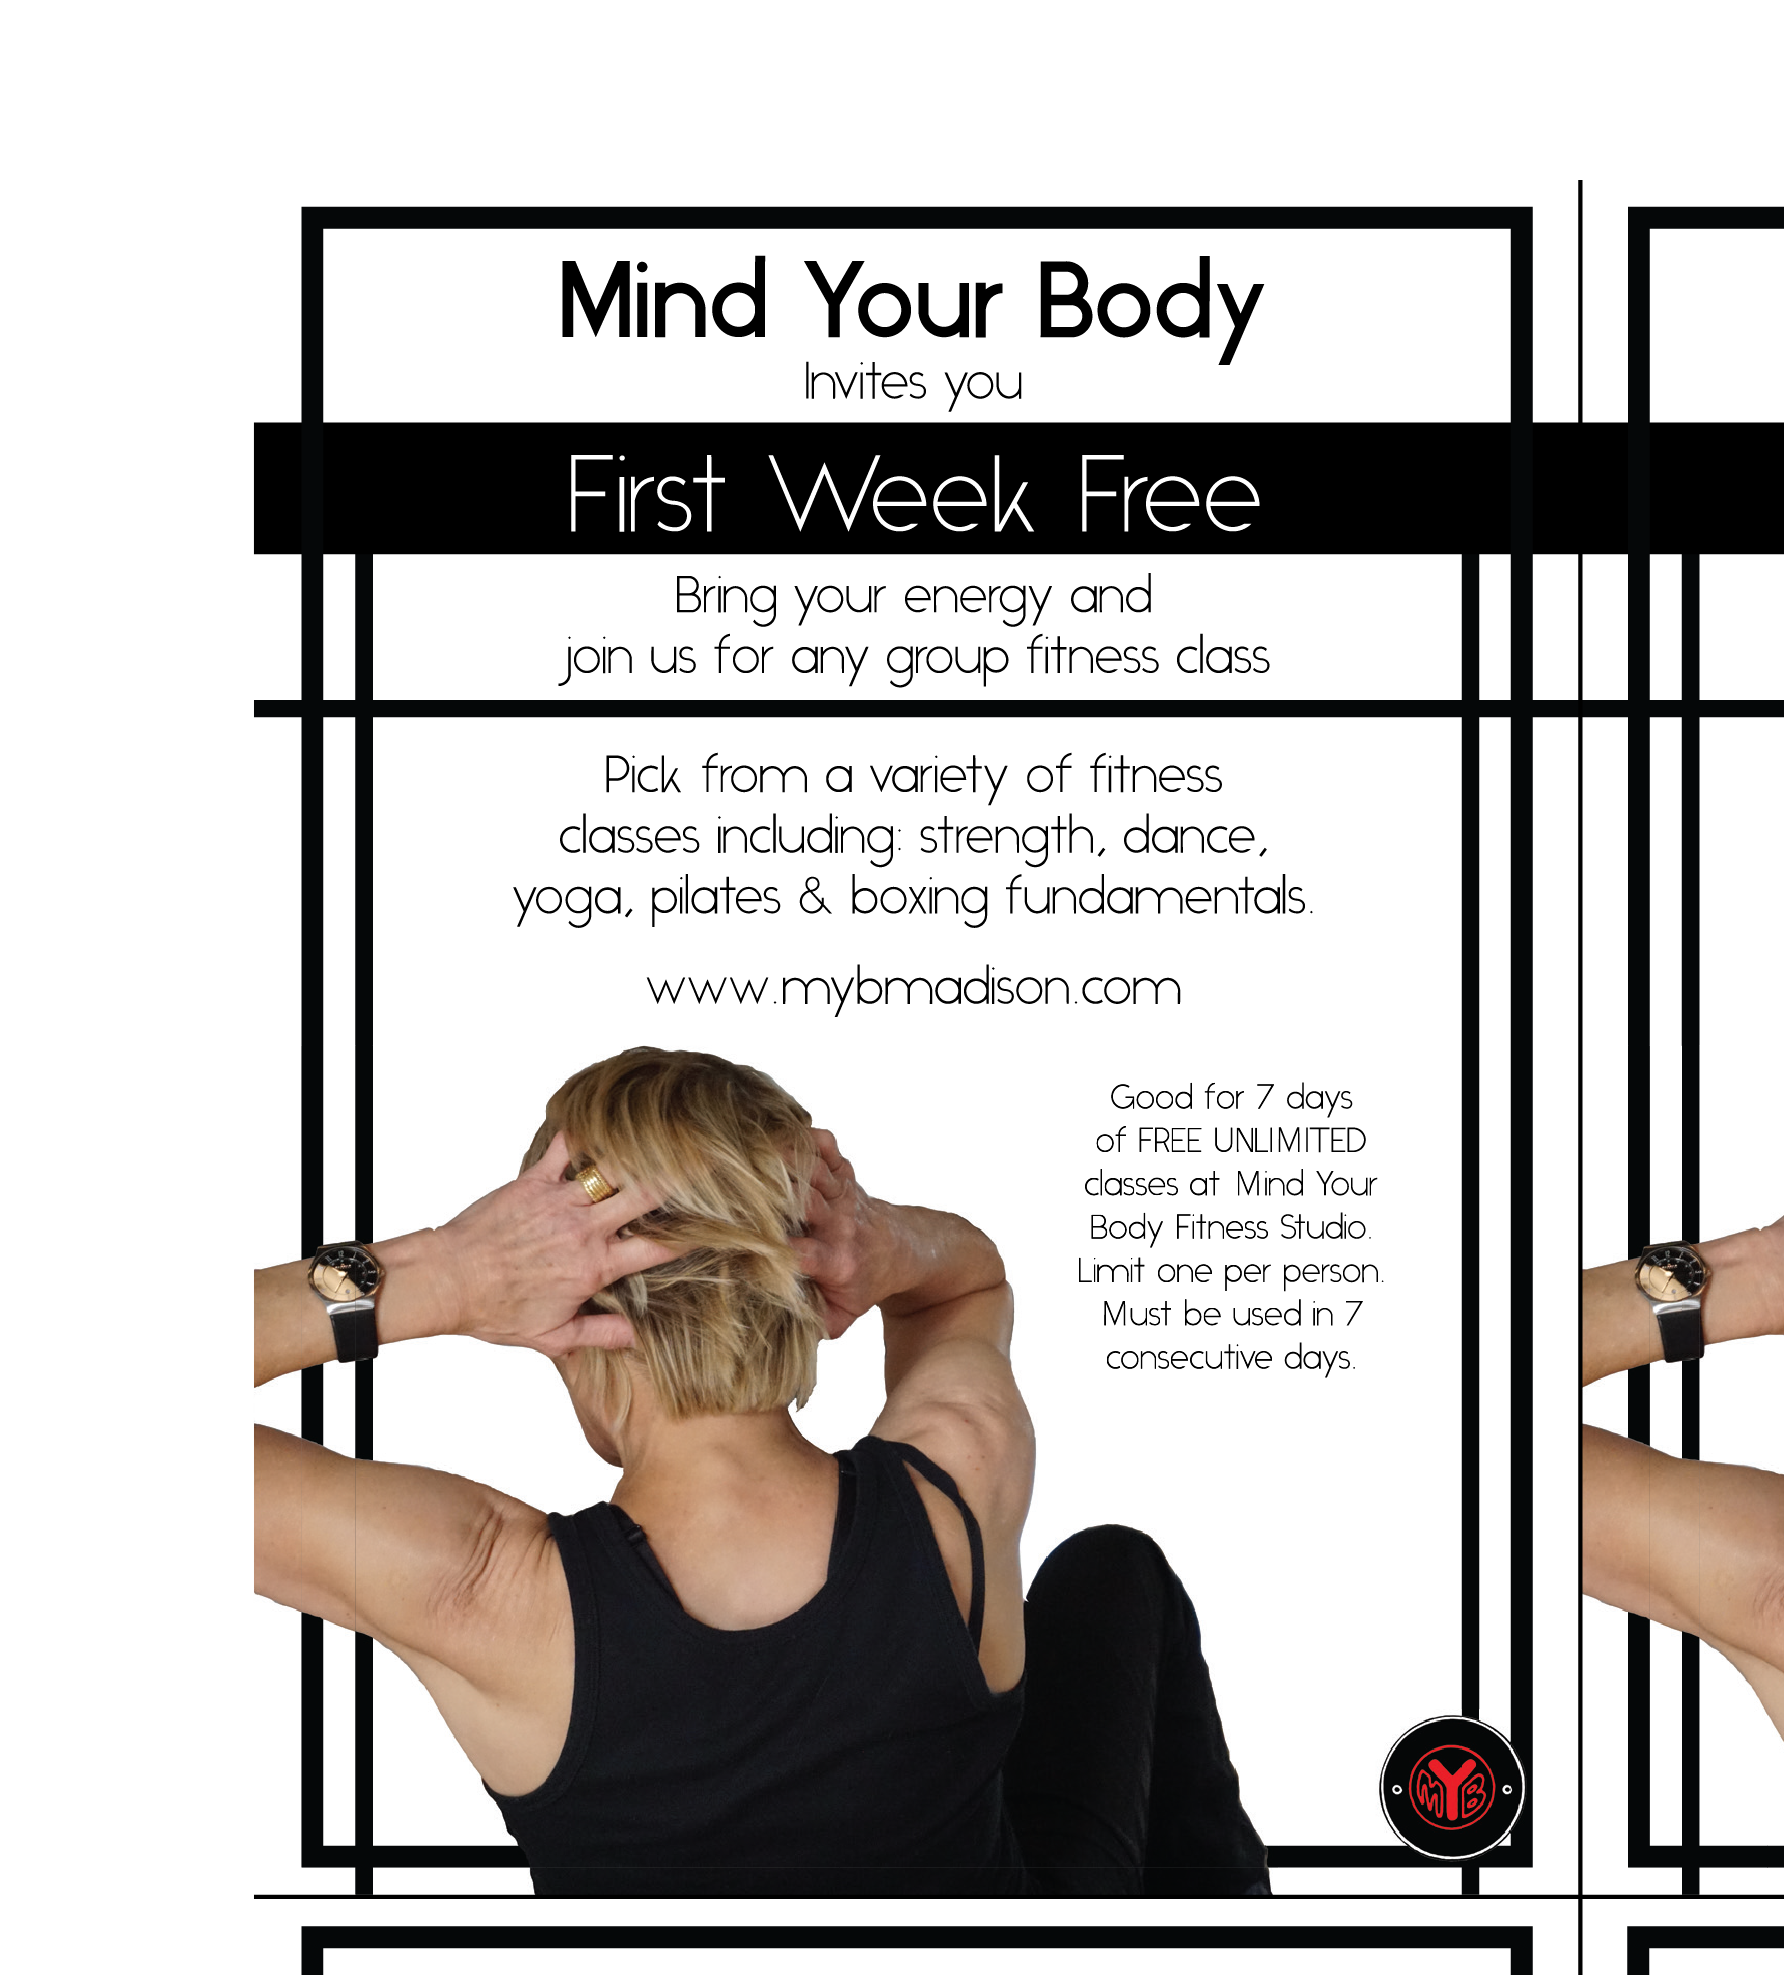 Mind Your Body
Invites you
First Week Free
Bring your energy and
join us for any group fitness class
Pick from a variety of fitness
classes including: strength, dance,
yoga, pilates & boxing fundamentals.
www.mybmadison.com
Good for 7 days
of FREE UNLIMITED
classes at Mind Your
Body Fitness Studio.
Limit one per person.
Must be used in 7
consecutive days.
MYB